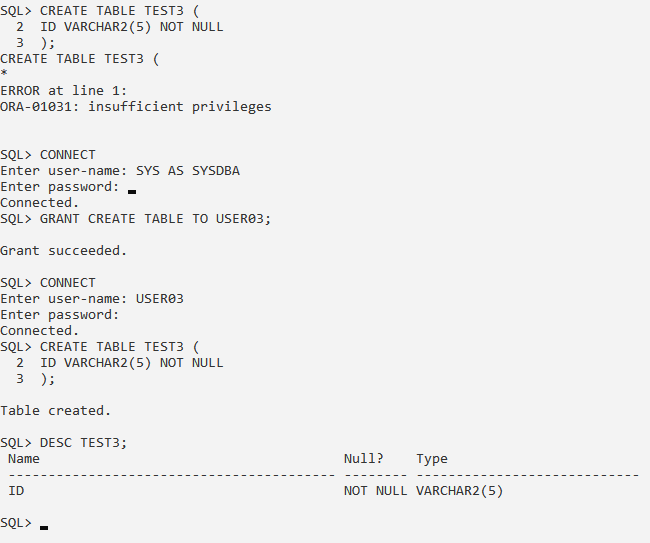 SQL> CREATE TABLE TEST3 (
  2  ID VARCHAR2(5) NOT NULL
  3  );
CREATE TABLE TEST3 (
*
ERROR at line 1:
ORA-01031: insufficient privileges
SQL> CONNECT
Enter user-name: SYS AS SYSDBA
Enter password:
Connected.
SQL> GRANT CREATE TABLE TO USER03;
Grant succeeded.
SQL> CONNECT
Enter user-name: USER03
Enter password:
Connected.
SQL> CREATE TABLE TEST3 (
  2  ID VARCHAR2(5) NOT NULL
  3  );
Table created.
SQL> DESC TEST3;
 Name                                      Null?    Type
 ----------------------------------------- -------- ----------------------------
 ID                                        NOT NULL VARCHAR2(5)
SQL>